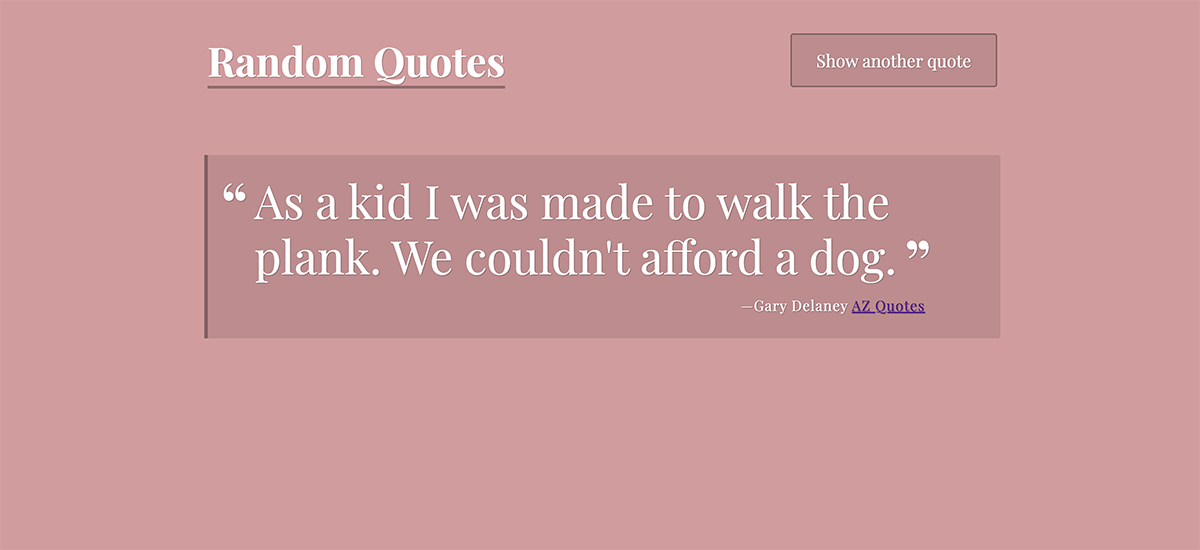 Random Quotes
Show another quote
“ As a kid I was made to walk the
plank. We couldn't afford a dog. ”
—Gary Delaney AZ Quotes